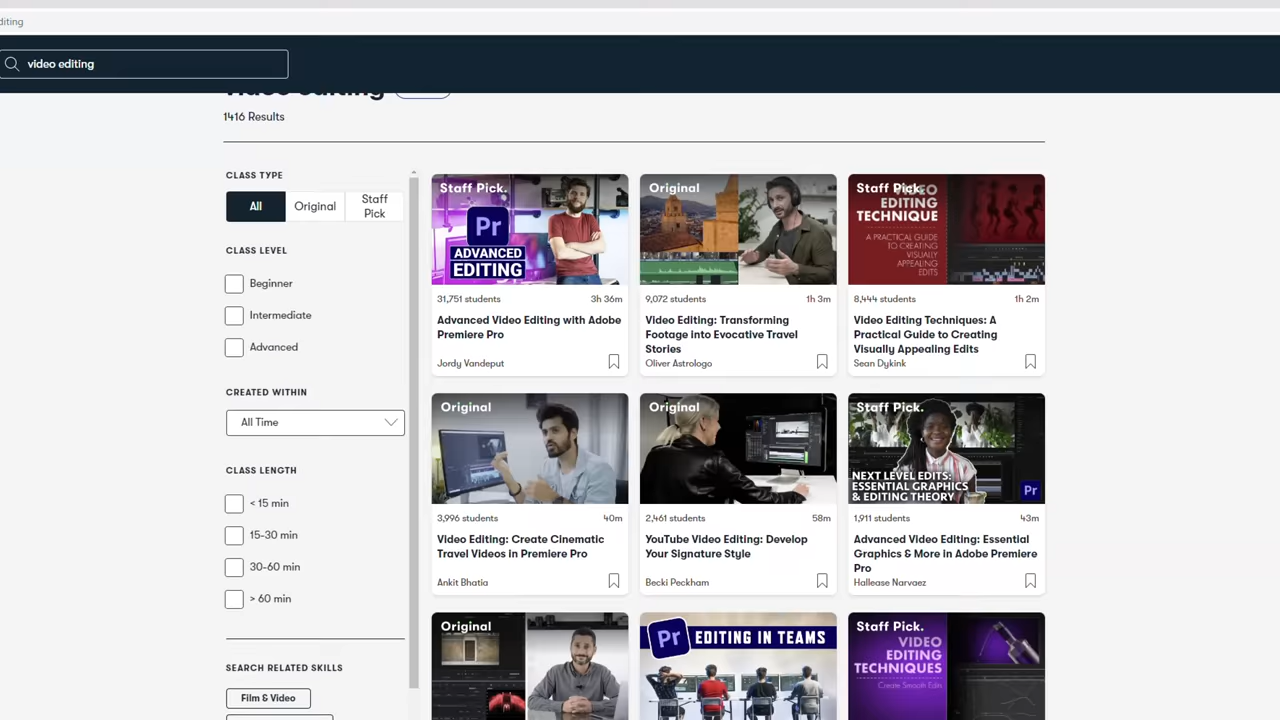 diting
video editing
video editing
1416 Results
CLASS TYPE
All
Original
Staff
Pick
CLASS LEVEL
Beginner
Intermediate
Advanced
CREATED WITHIN
All Time
CLASS LENGTH
< 15 min
15-30 min
30-60 min
> 60 min
SEARCH RELATED SKILLS
Film & Video
Staff Pick.
Pr
ADVANCED
EDITING
31,751 students
3h 36m
Advanced Video Editing with Adobe
Premiere Pro
Jordy Vandeput
Original
9,072 students
1h 3m
Video Editing: Transforming
Footage into Evocative Travel
Stories
Oliver Astrologo
Staff Pick.
VIDEO
EDITING
TECHNIQUE
A PRACTICAL GUIDE
TO CREATING
VISUALLY
APPEALING
EDITS
8,444 students
1h 2m
Video Editing Techniques: A
Practical Guide to Creating
Visually Appealing Edits
Sean Dykink
Original
3,996 students
40m
Video Editing: Create Cinematic
Travel Videos in Premiere Pro
Ankit Bhatia
Original
2,461 students
58m
YouTube Video Editing: Develop
Your Signature Style
Becki Peckham
Staff Pick.
NEXT LEVEL EDITS:
ESSENTIAL GRAPHICS
& EDITING THEORY
Pr
1,911 students
43m
Advanced Video Editing: Essential
Graphics & More in Adobe Premiere
Pro
Hallease Narvaez
Original
Pr
EDITING IN TEAMS
Staff Pick.
VIDEO
EDITING
TECHNIQUES
Create Smooth Edits